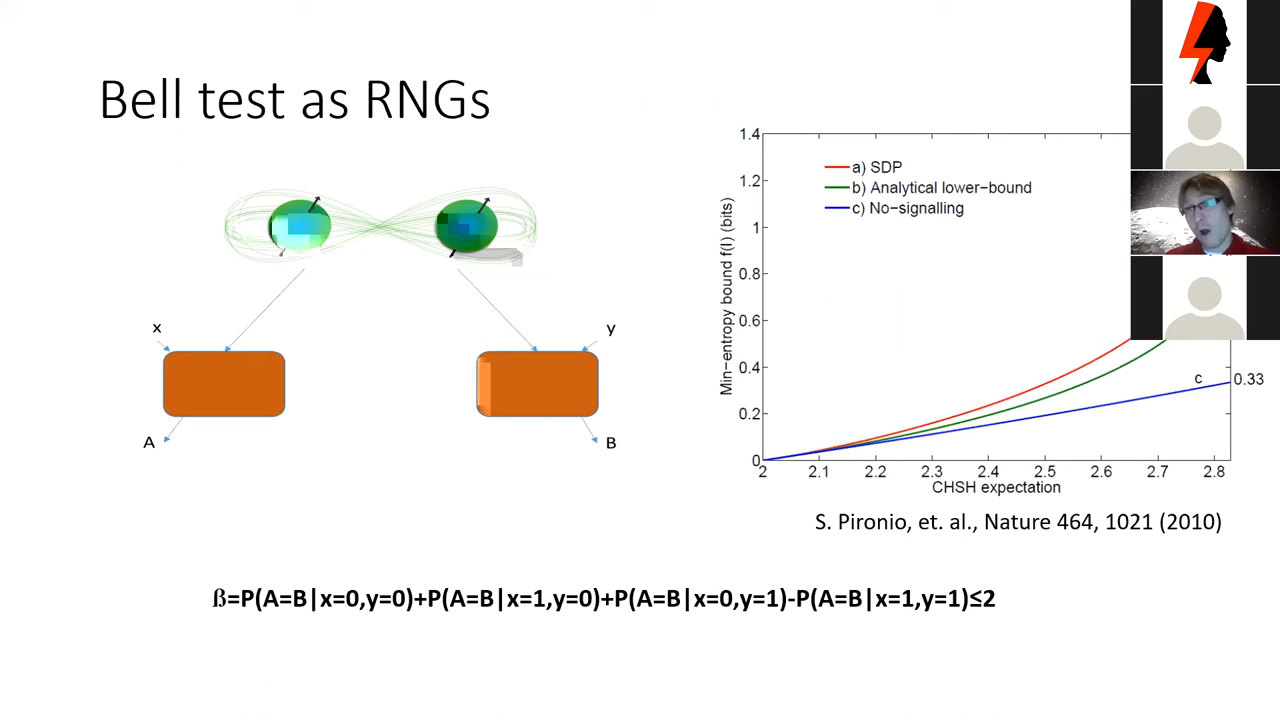 Bell test as RNGs
x
y
A
B
1.4
1.2
1
0.8
0.6
0.4
0.2
0
Min−entropy bound f(I) (bits)
a) SDP
b) Analytical lower−bound
c) No−signalling
c
0.33
2
2.1
2.2
2.3
2.4
2.5
2.6
2.7
2.8
CHSH expectation
S. Pironio, et. al., Nature 464, 1021 (2010)
ß=P(A=B|x=0,y=0)+P(A=B|x=1,y=0)+P(A=B|x=0,y=1)-P(A=B|x=1,y=1)≤2